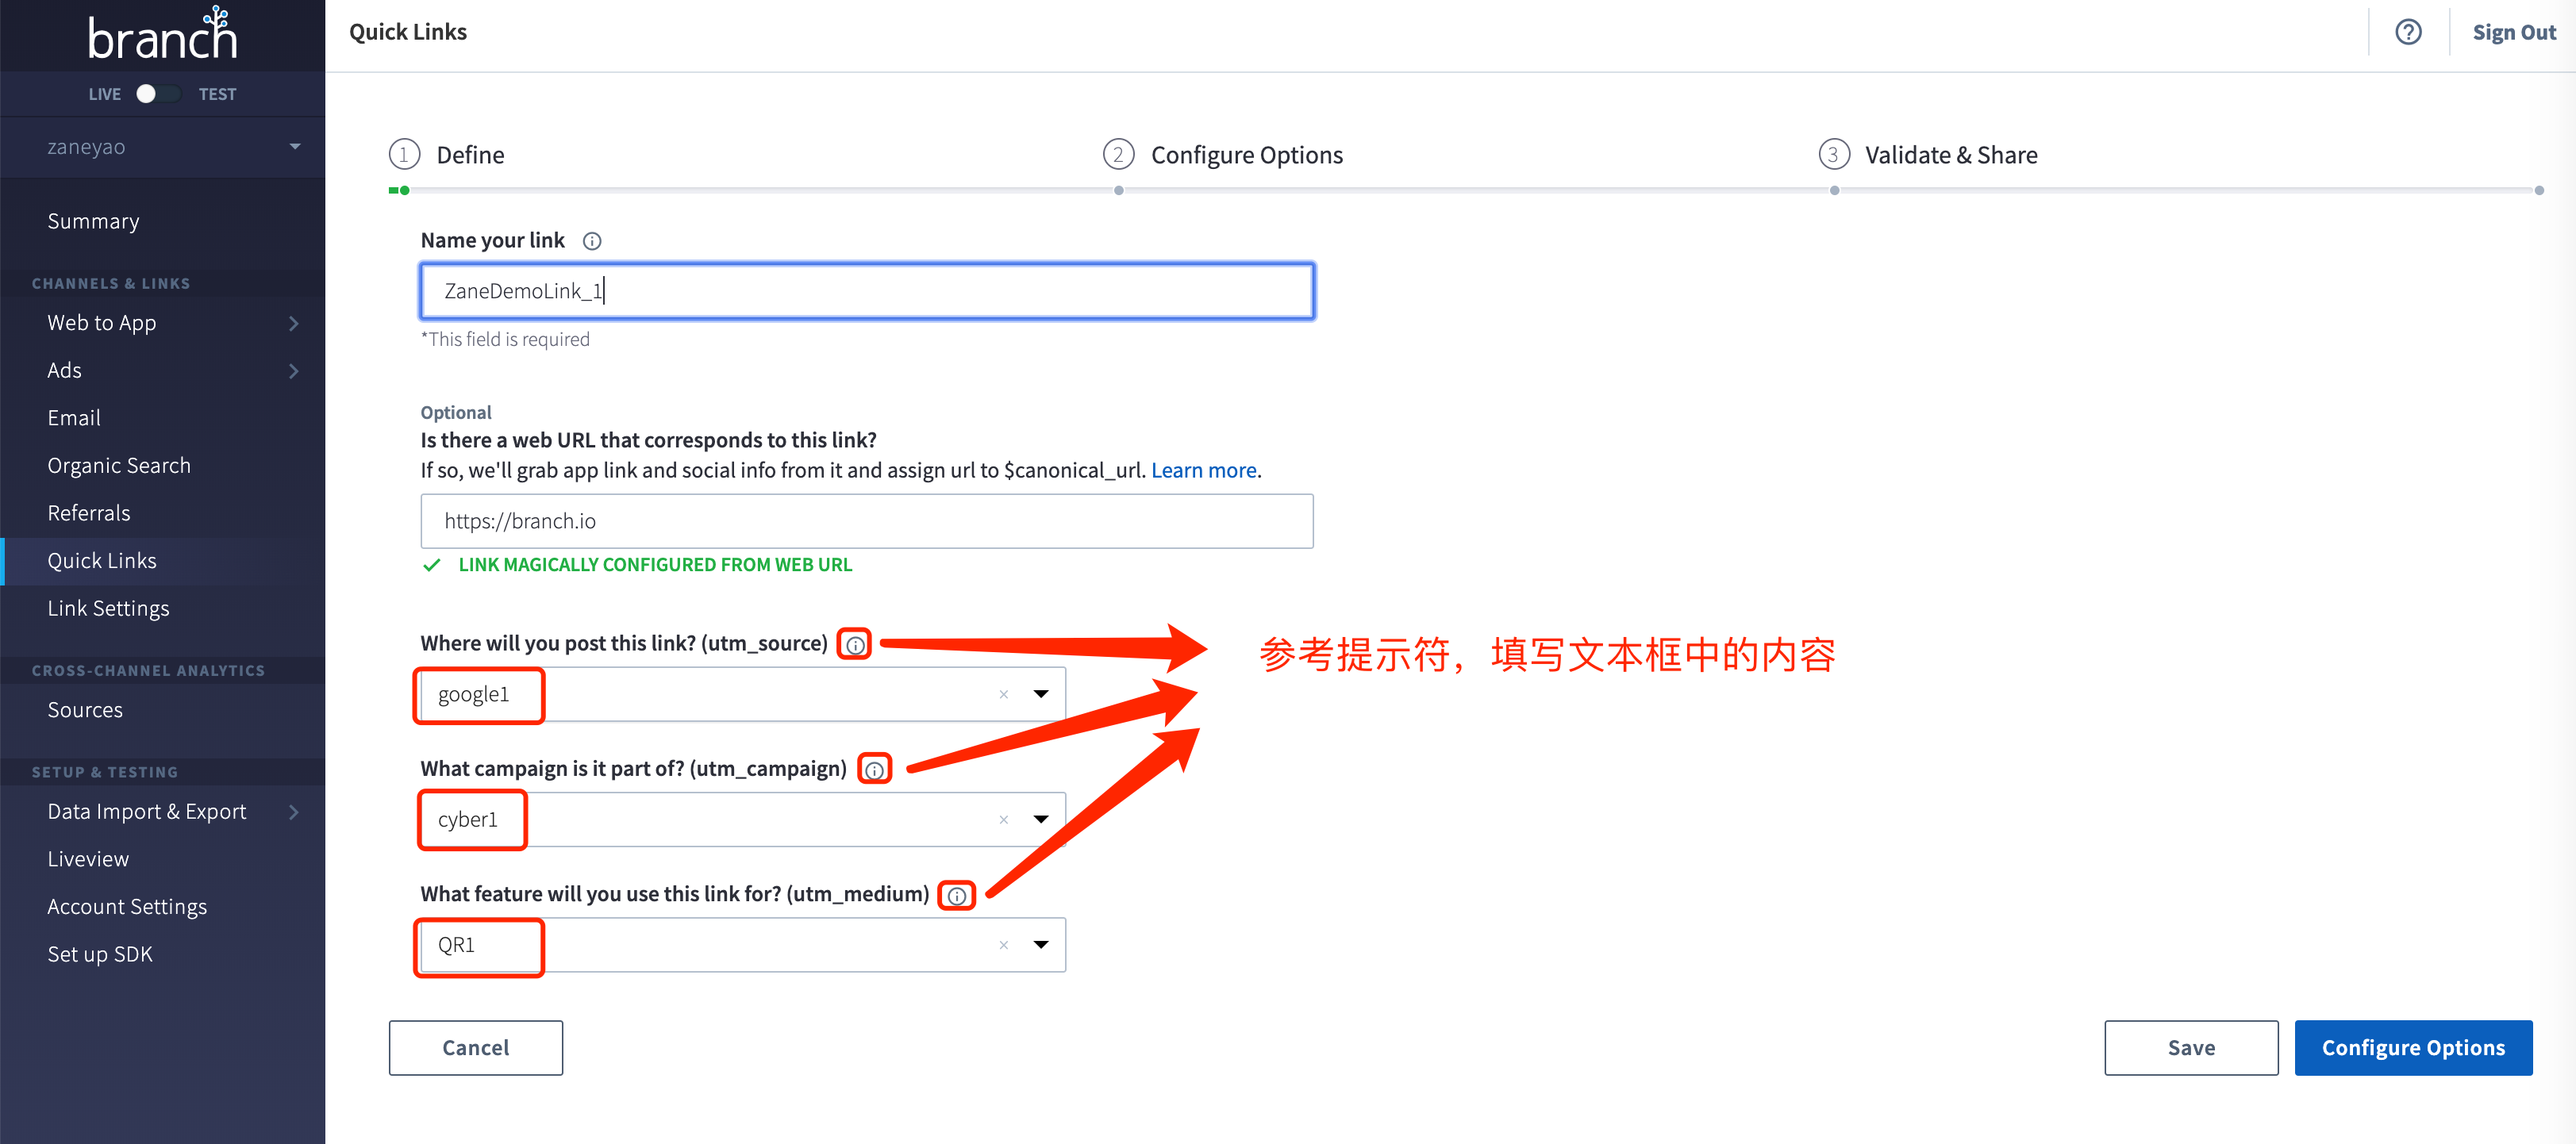 branch
Quick Links
?
Sign Out
LIVE TEST
zaneyao
Summary
CHANNELS & LINKS
Web to App
Ads
Email
Organic Search
Referrals
Quick Links
Link Settings
CROSS-CHANNEL ANALYTICS
Sources
SETUP & TESTING
Data Import & Export
Liveview
Account Settings
Set up SDK
1 Define
2 Configure Options
3 Validate & Share
Name your link
ZaneDemoLink_1
*This field is required
Optional
Is there a web URL that corresponds to this link?
If so, we'll grab app link and social info from it and assign url to $canonical_url. Learn more.
https://branch.io
LINK MAGICALLY CONFIGURED FROM WEB URL
Where will you post this link? (utm_source)
参考提示符，填写文本框中的内容
google1
What campaign is it part of? (utm_campaign)
cyber1
What feature will you use this link for? (utm_medium)
QR1
Cancel
Save
Configure Options